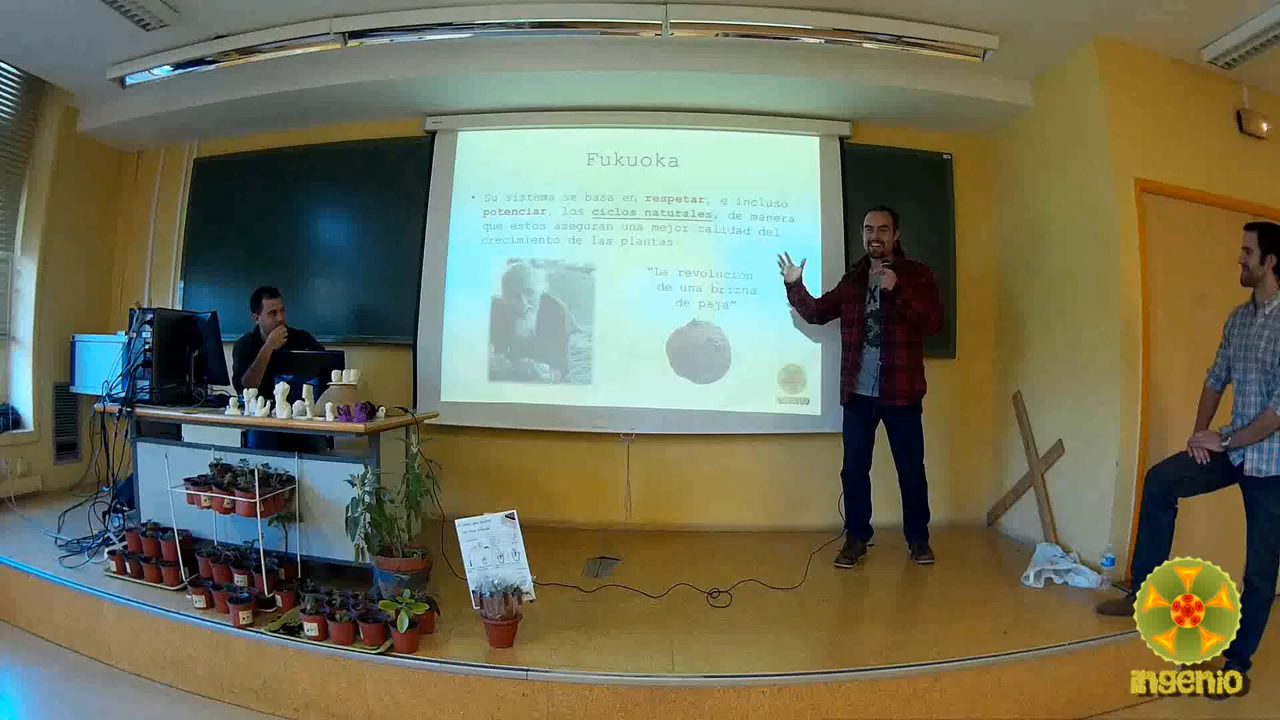 Fukuoka
• Su sistema se basa en respetar, e incluso
potenciar, los ciclos naturales, de manera
que estos aseguran una mejor calidad del
crecimiento de las plantas
"La revolución
de una brizna
de paja"
INGENIO